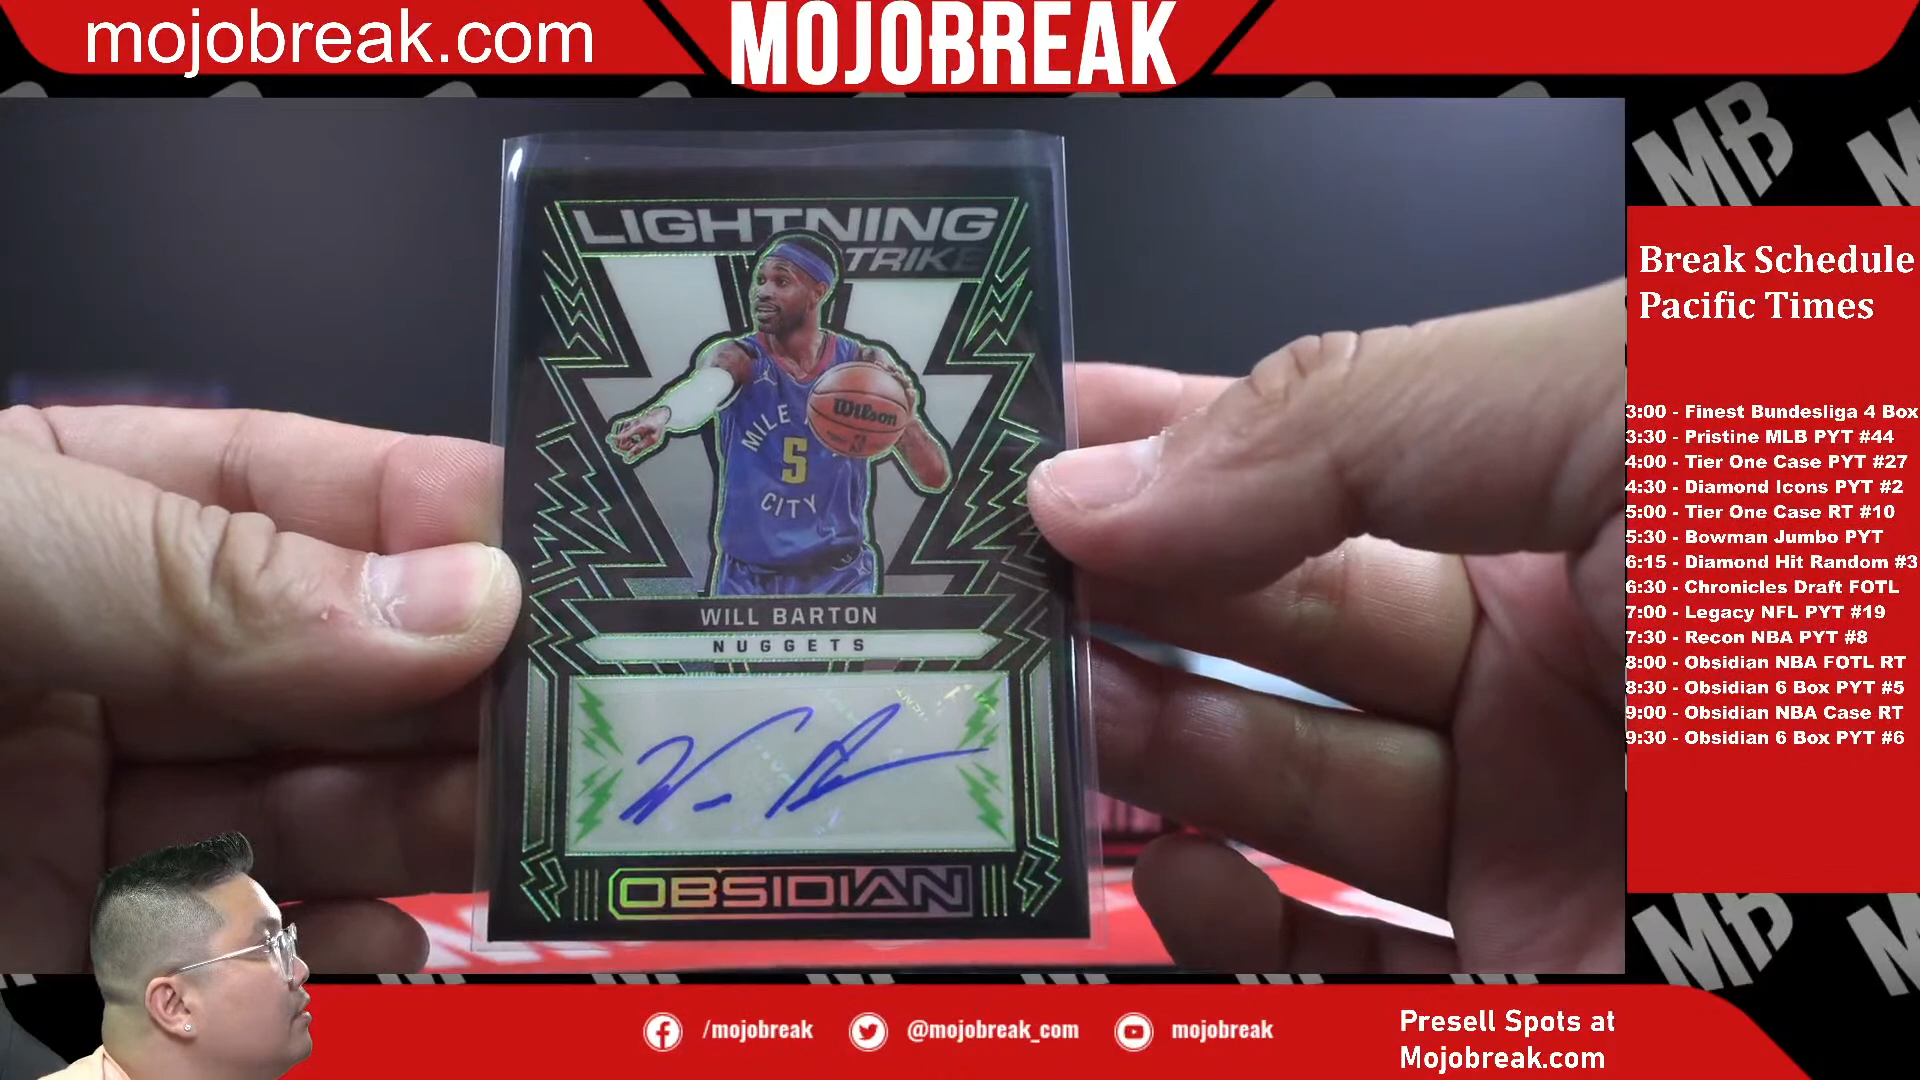 mojobreak.com
MOJOBREAK
LIGHTNING
STRIKE
Wilson
MILE
5
CITY
WILL BARTON
NUGGETS
OBSIDIAN
Break Schedule
Pacific Times
3:00 - Finest Bundesliga 4 Box
3:30 - Pristine MLB PYT #44
4:00 - Tier One Case PYT #27
4:30 - Diamond Icons PYT #2
5:00 - Tier One Case RT #10
5:30 - Bowman Jumbo PYT
6:15 - Diamond Hit Random #3
6:30 - Chronicles Draft FOTL
7:00 - Legacy NFL PYT #19
7:30 - Recon NBA PYT #8
8:00 - Obsidian NBA FOTL RT
8:30 - Obsidian 6 Box PYT #5
9:00 - Obsidian NBA Case RT
9:30 - Obsidian 6 Box PYT #6
MB
MB
/mojobreak
@mojobreak_com
mojobreak
Presell Spots at
Mojobreak.com